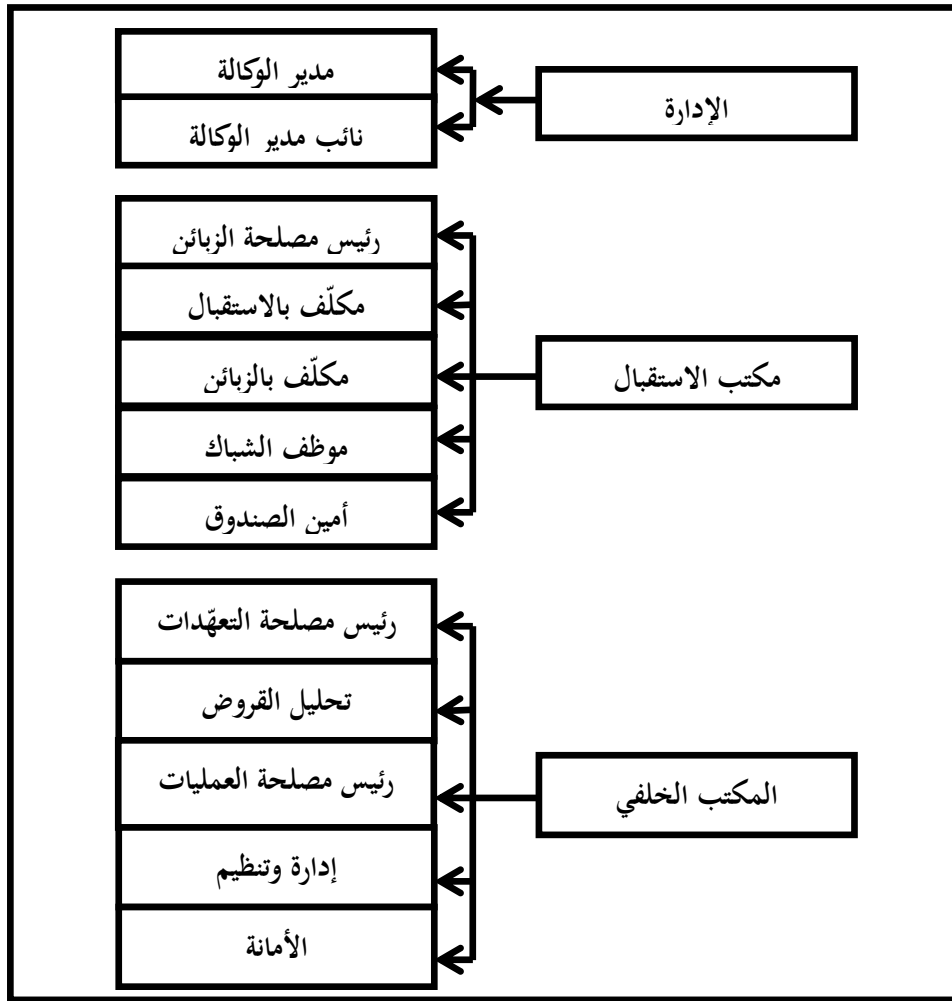 الإدارة
مدير الوكالة
نائب مدير الوكالة
مكتب الاستقبال
رئيس مصلحة الزبائن
مكلّف بالاستقبال
مكلّف بالزبائن
موظف الشباك
أمين الصندوق
المكتب الخلفي
رئيس مصلحة التعهّدات
تحليل القروض
رئيس مصلحة العمليات
إدارة وتنظيم
الأمانة